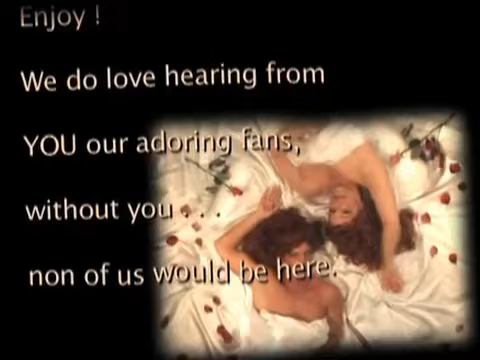 Enjoy !
We do love hearing from
YOU our adoring fans,
without you . . .
non of us would be here.